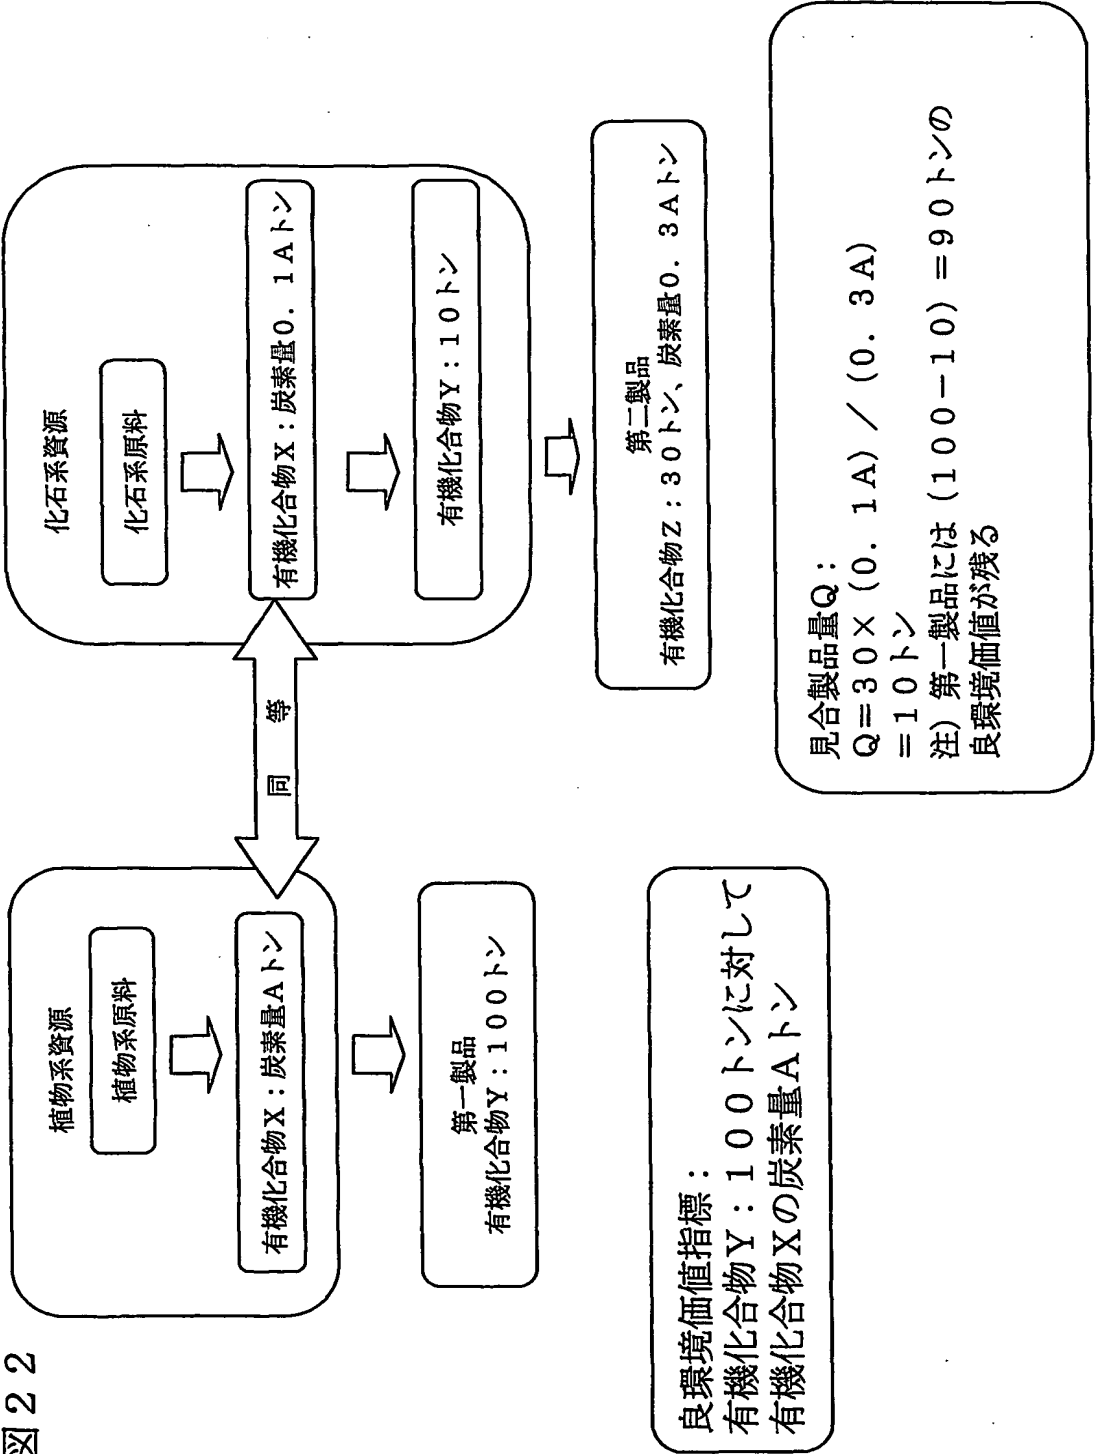 図２２
植物系資源
植物系原料
有機化合物Ｘ：炭素量Ａトン
第一製品
有機化合物Ｙ：１００トン
良環境価値指標：
有機化合物Ｙ：１００トンに対して
有機化合物Ｘの炭素量Ａトン
同　等
化石系資源
化石系原料
有機化合物Ｘ：炭素量０．１Ａトン
有機化合物Ｙ：１０トン
第二製品
有機化合物Ｚ：３０トン、炭素量０．３Ａトン
見合製品量Ｑ：
Ｑ＝３０×（０．１Ａ）／（０．３Ａ）
＝１０トン
注）第一製品には（１００－１０）＝９０トンの
良環境価値が残る